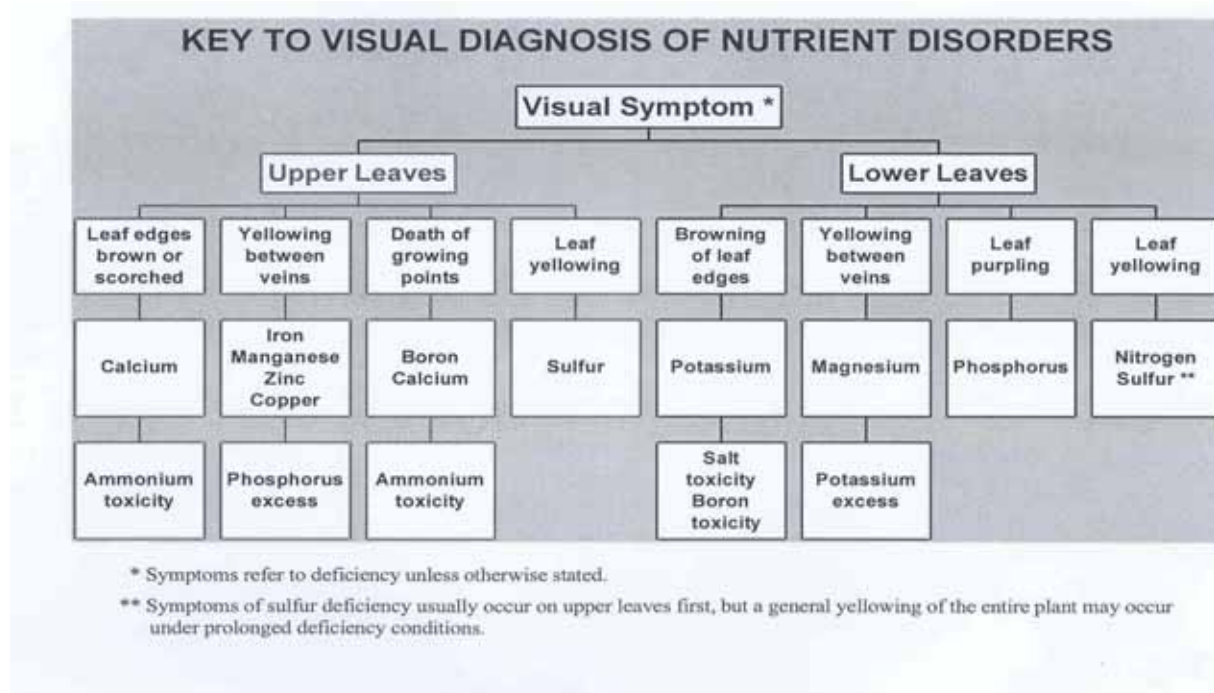 KEY TO VISUAL DIAGNOSIS OF NUTRIENT DISORDERS
Visual Symptom *
Upper Leaves
Lower Leaves
Leaf edges
brown or
scorched
Yellowing
between
veins
Death of
growing
points
Leaf
yellowing
Browning
of leaf
edges
Yellowing
between
veins
Leaf
purpling
Leaf
yellowing
Calcium
Iron
Manganese
Zinc
Copper
Boron
Calcium
Sulfur
Potassium
Magnesium
Phosphorus
Nitrogen
Sulfur **
Ammonium
toxicity
Phosphorus
excess
Ammonium
toxicity
Salt
toxicity
Boron
toxicity
Potassium
excess
* Symptoms refer to deficiency unless otherwise stated.
** Symptoms of sulfur deficiency usually occur on upper leaves first, but a general yellowing of the entire plant may occur
under prolonged deficiency conditions.